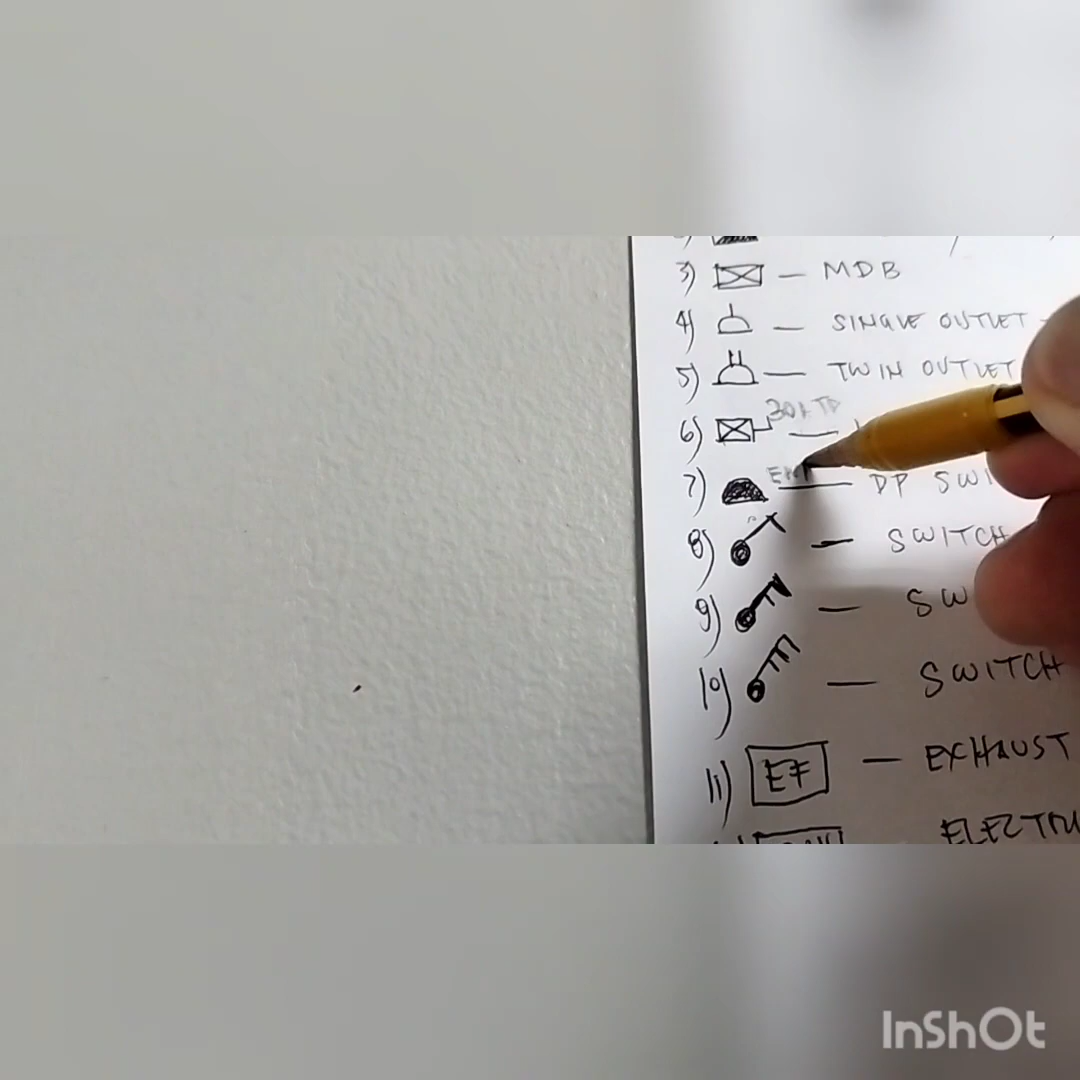 3) — MDB
4) — SINGLE OUTLET -
5) — TWIN OUTLET
6) —
7) — DP SWI
8) — SWITCH
9) — SW
10) — SWITCH
11) EF — EXHAUST
InShOt